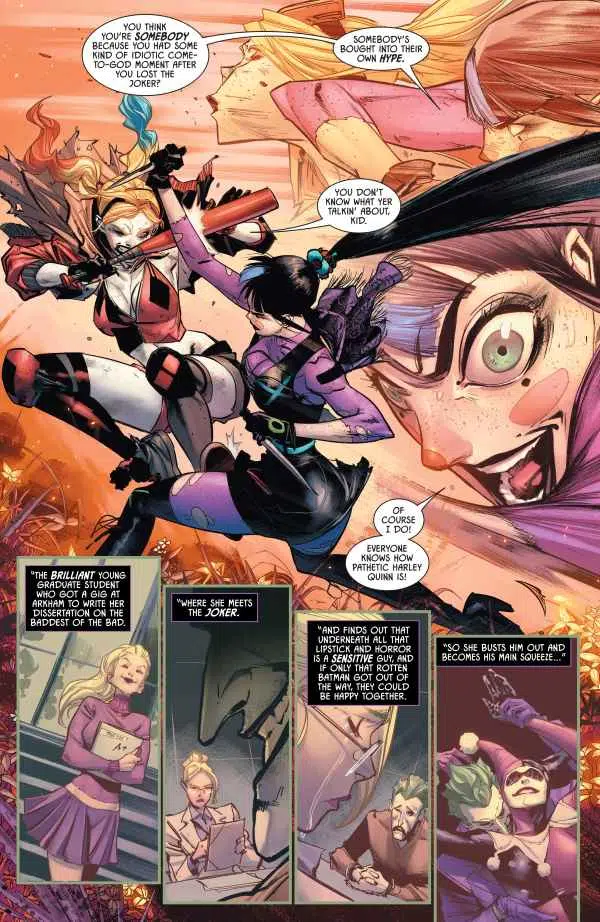 YOU THINK
YOU'RE SOMEBODY
BECAUSE YOU HAD SOME
KIND OF IDIOTIC COME-
TO-GOD MOMENT AFTER
YOU LOST THE
JOKER?
SOMEBODY'S
BOUGHT INTO THEIR
OWN HYPE.
YOU DON'T
KNOW WHAT YER
TALKIN' ABOUT,
KID.
OF
COURSE
I DO!
EVERYONE
KNOWS HOW
PATHETIC HARLEY
QUINN IS!
"THE BRILLIANT YOUNG
GRADUATE STUDENT
WHO GOT A GIG AT
ARKHAM TO WRITE HER
DISSERTATION ON THE
BADDEST OF THE BAD.
A+
"WHERE SHE MEETS
THE JOKER.
"AND FINDS OUT THAT
UNDERNEATH ALL THAT
LIPSTICK AND HORROR
IS A SENSITIVE GUY, AND
IF ONLY THAT ROTTEN
BATMAN GOT OUT OF
THE WAY, THEY COULD
BE HAPPY TOGETHER.
"SO SHE BUSTS HIM OUT AND
BECOMES HIS MAIN SQUEEZE..."